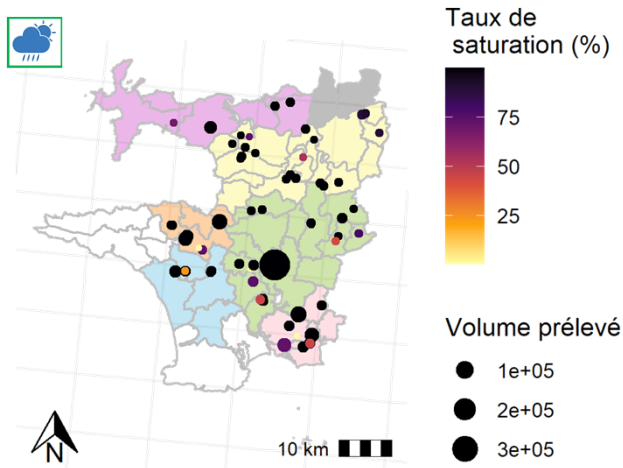 Taux de
saturation (%)
75
50
25
Volume prélevé
1e+05
2e+05
3e+05
N
10 km